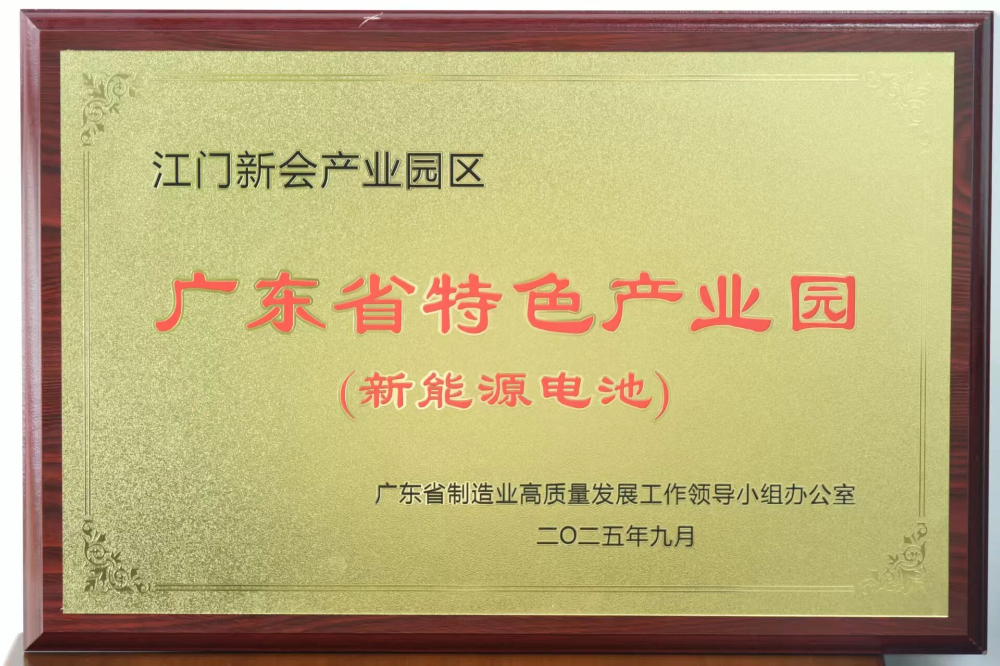 江门新会产业园区
广东省特色产业园
(新能源电池)
广东省制造业高质量发展工作领导小组办公室
二〇二五年九月